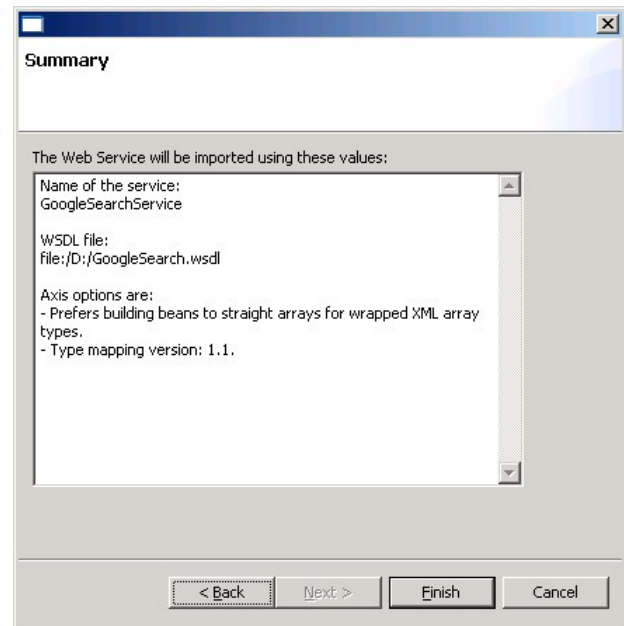 Summary
The Web Service will be imported using these values:
Name of the service:
GoogleSearchService
WSDL file:
file:/D:/GoogleSearch.wsdl
Axis options are:
- Prefers building beans to straight arrays for wrapped XML array
types.
- Type mapping version: 1.1.
< Back Next > Finish Cancel